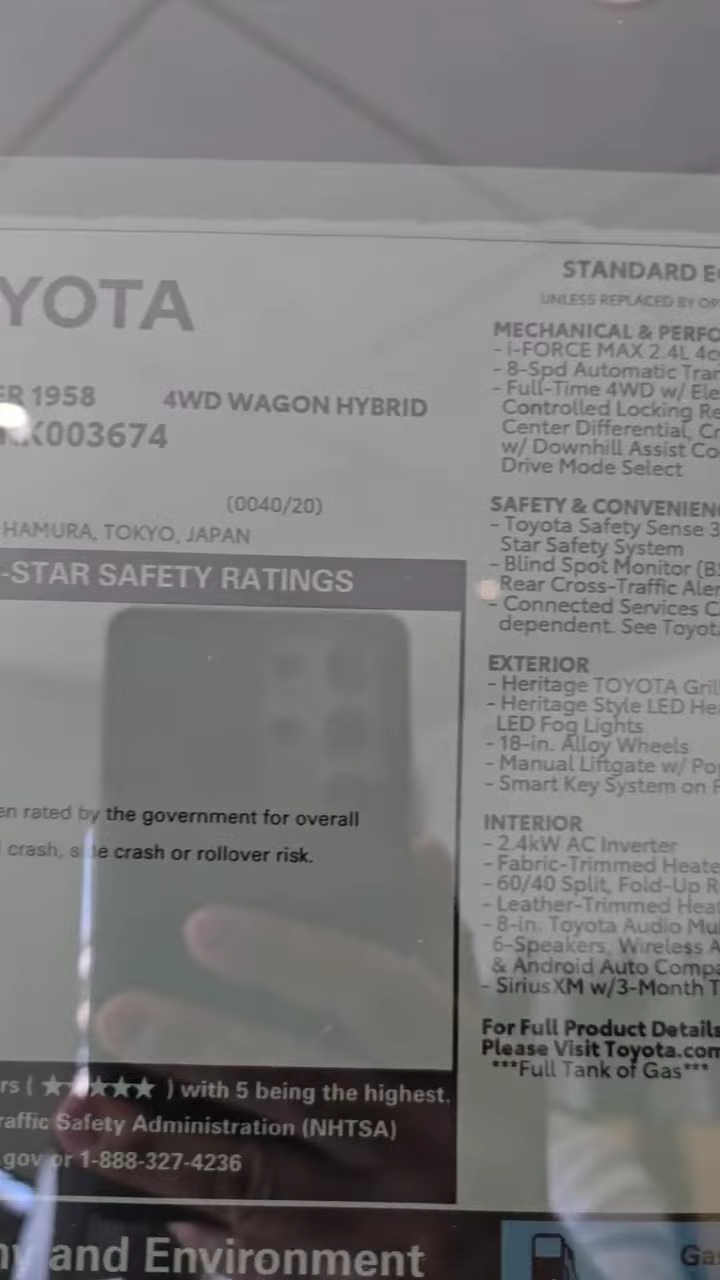 YOTA
ER 1958 4WD WAGON HYBRID
K003674
(0040/20)
HAMURA, TOKYO, JAPAN
-STAR SAFETY RATINGS
en rated by the government for overall
crash, side crash or rollover risk.
rs ( ★★★★★ ) with 5 being the highest.
raffic Safety Administration (NHTSA)
.gov or 1-888-327-4236
y and Environment
STANDARD E
UNLESS REPLACED BY OP
MECHANICAL & PERFO
- i-FORCE MAX 2.4L 4c
- 8-Spd Automatic Tran
- Full-Time 4WD w/ Ele
Controlled Locking Re
Center Differential, Cr
w/ Downhill Assist Co
Drive Mode Select
SAFETY & CONVENIEN
- Toyota Safety Sense 3
Star Safety System
- Blind Spot Monitor (B
Rear Cross-Traffic Aler
- Connected Services C
dependent. See Toyot
EXTERIOR
- Heritage TOYOTA Gril
- Heritage Style LED He
LED Fog Lights
- 18-in. Alloy Wheels
- Manual Liftgate w/ Po
- Smart Key System on F
INTERIOR
- 2.4kW AC Inverter
- Fabric-Trimmed Heate
- 60/40 Split, Fold-Up R
- Leather-Trimmed Heat
- 8-in. Toyota Audio Mu
6-Speakers, Wireless A
& Android Auto Compa
- SiriusXM w/3-Month T
For Full Product Details
Please Visit Toyota.com
***Full Tank of Gas***
Ga